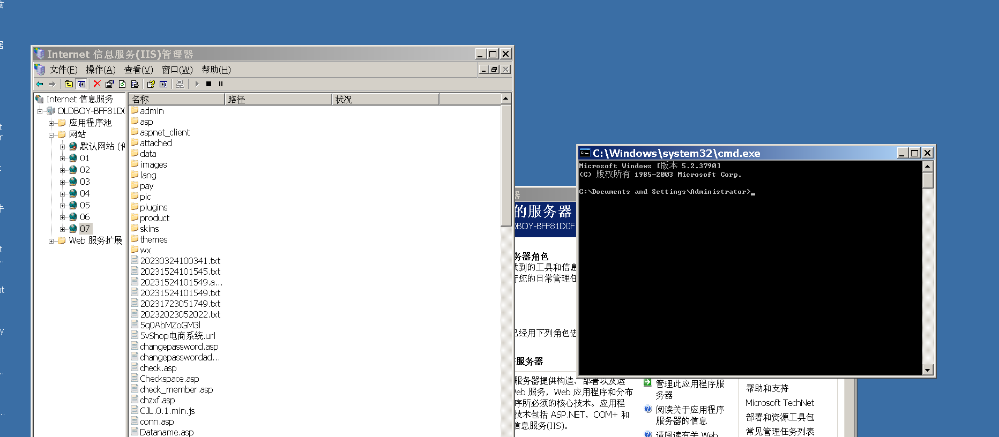 脑
Internet 信息服务(IIS)管理器
文件(F) 操作(A) 查看(V) 窗口(W) 帮助(H)
Internet 信息服务
OLDBOY-BFF81D0
应用程序池
网站
默认网站 (停
01
02
03
04
05
06
07
Web 服务扩展
名称 路径 状况
admin
asp
aspnet_client
attached
data
images
lang
pay
pic
plugins
product
skins
themes
wx
20230324100341.txt
20231524101545.txt
20231524101549.a...
20231524101549.txt
20231723051749.txt
20232023052022.txt
5q0AbMZoGM3l
5vShop电商系统.url
changepassword.asp
changepasswordad...
check.asp
Checkspace.asp
check_member.asp
chzxf.asp
CJL.0.1.min.js
conn.asp
Dataname.asp
C:\Windows\system32\cmd.exe
Microsoft Windows [版本 5.2.3790]
(C) 版权所有 1985-2003 Microsoft Corp.
C:\Documents and Settings\Administrator>_
器
的服务器
DBOY-BFF81D0F
务器角色
找到的工具和信息
行您的日常管理任
已经用下列角色进
服务器
服务器提供构造、部署以及运
Web 服务，Web 应用程序和分布
序所必须的核心技术。应用程
技术包括 ASP.NET，COM+ 和
信息服务(IIS)。
管理此应用程序服
务器
阅读关于应用程序
服务器的信息
请阅读有关 Web
帮助和支持
Microsoft TechNet
部署和资源工具包
常见管理任务列表